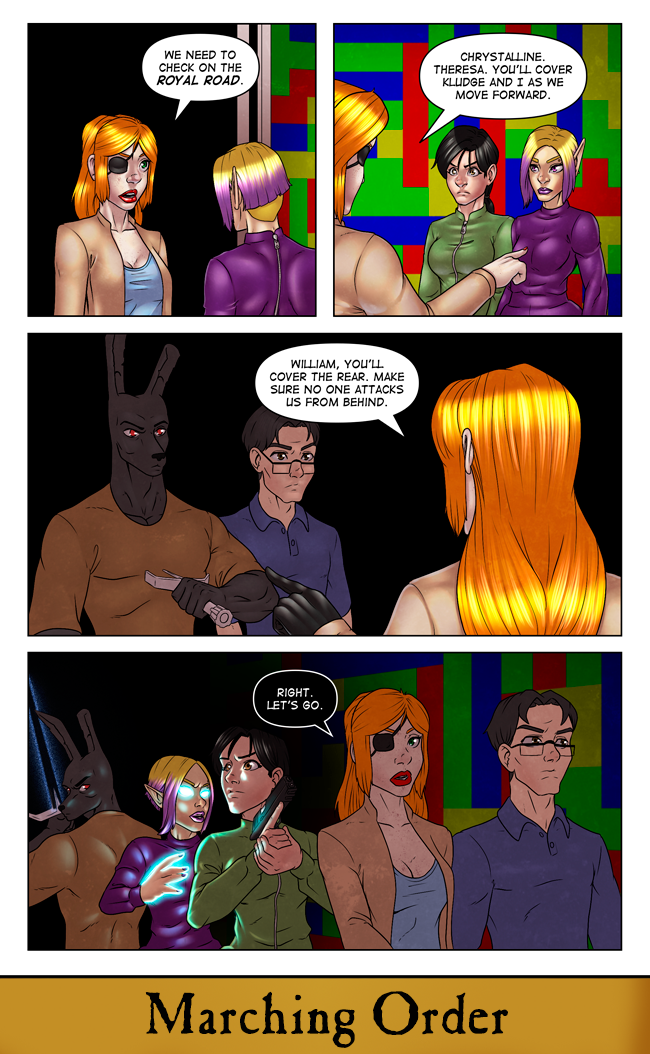 WE NEED TO
CHECK ON THE
ROYAL ROAD.
CHRYSTALLINE.
THERESA. YOU'LL COVER
KLUDGE AND I AS WE
MOVE FORWARD.
WILLIAM, YOU'LL
COVER THE REAR. MAKE
SURE NO ONE ATTACKS
US FROM BEHIND.
RIGHT.
LET'S GO.
Marching Order